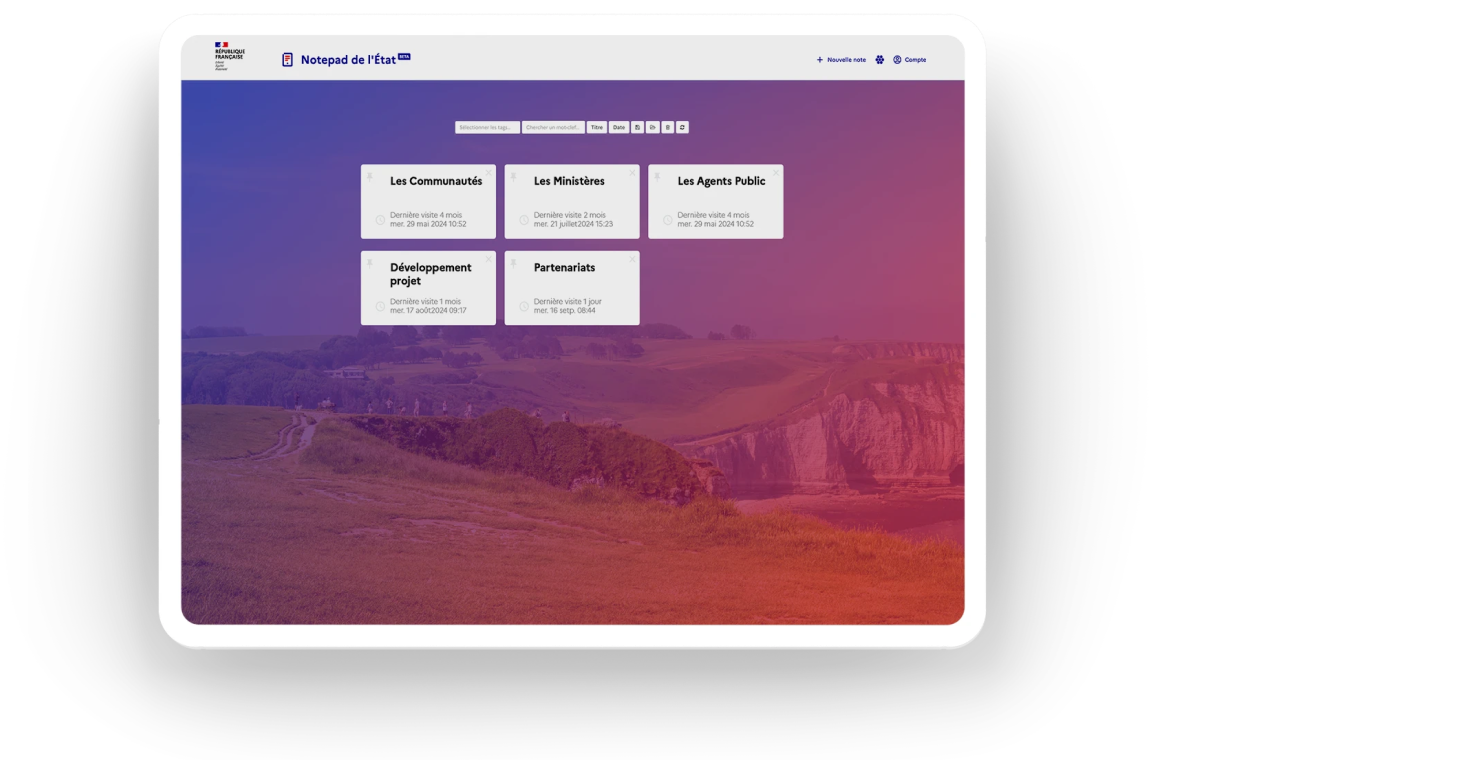 RÉPUBLIQUE
FRANÇAISE
Liberté
Égalité
Fraternité
Notepad de l'État BETA
Nouvelle note
Compte
Sélectionner les tags...
Chercher un mot-clef...
Titre
Date
Les Communautés
Dernière visite 4 mois
mer. 29 mai 2024 10:52
Les Ministères
Dernière visite 2 mois
mer. 21 juillet2024 15:23
Les Agents Public
Dernière visite 4 mois
mer. 29 mai 2024 10:52
Développement
projet
Dernière visite 1 mois
mer. 17 août2024 09:17
Partenariats
Dernière visite 1 jour
mer. 16 setp. 08:44